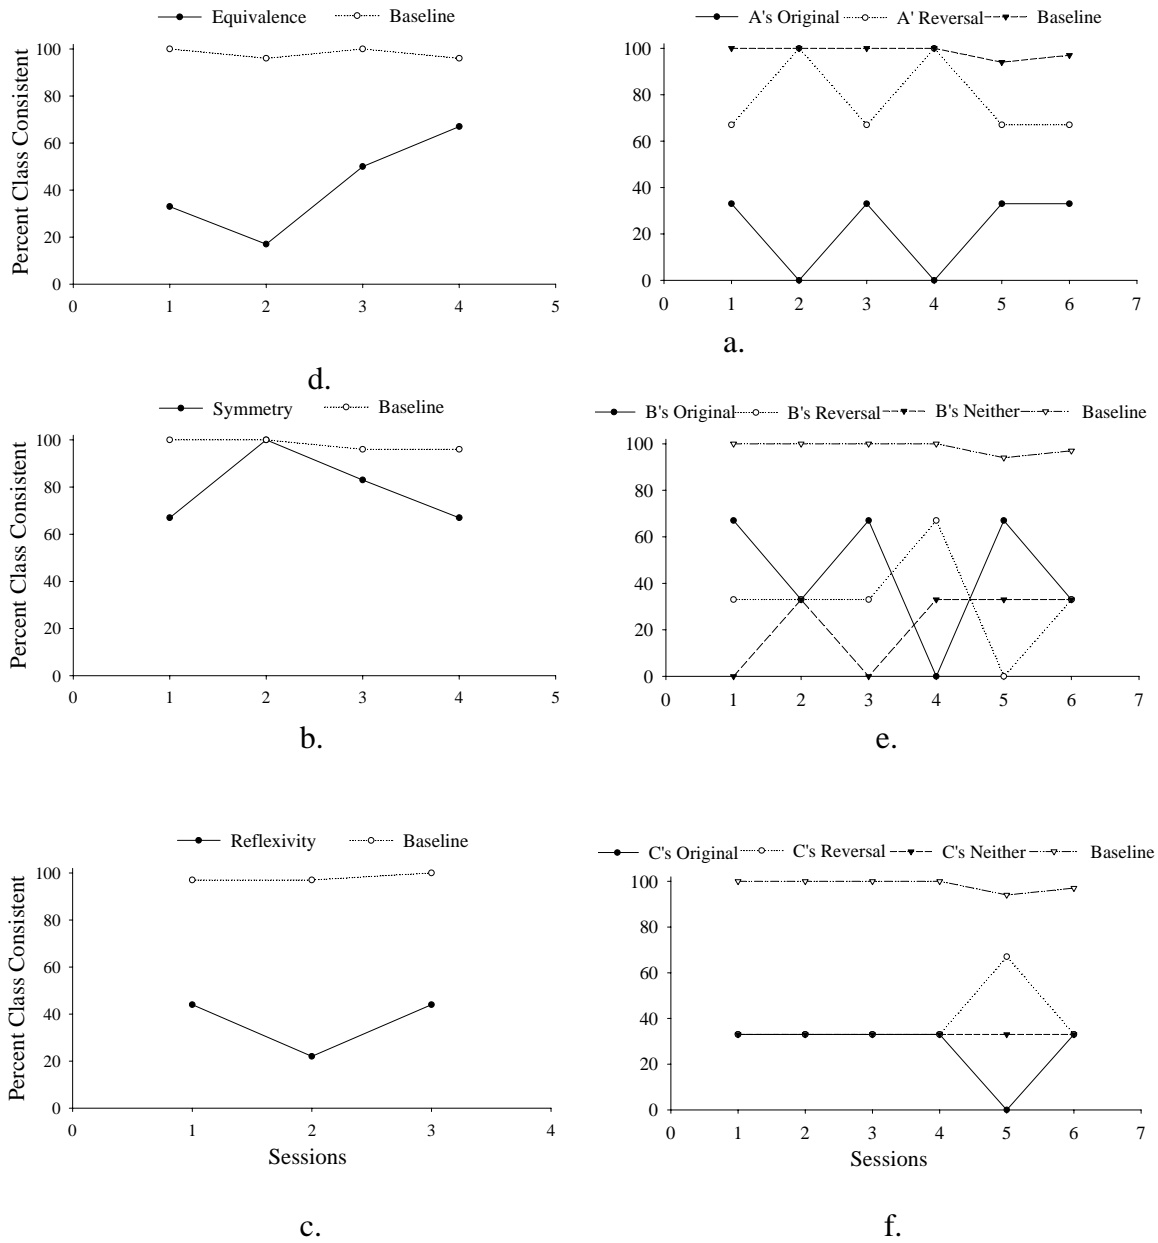 Equivalence Baseline
Percent Class Consistent
100
80
60
40
20
0
0 1 2 3 4 5
d.
A's Original A' Reversal Baseline
100
80
60
40
20
0
0 1 2 3 4 5 6 7
a.
Symmetry Baseline
Percent Class Consistent
100
80
60
40
20
0
0 1 2 3 4 5
b.
B's Original B's Reversal B's Neither Baseline
100
80
60
40
20
0
0 1 2 3 4 5 6 7
e.
Reflexivity Baseline
Percent Class Consistent
100
80
60
40
20
0
0 1 2 3 4
Sessions
c.
C's Original C's Reversal C's Neither Baseline
100
80
60
40
20
0
0 1 2 3 4 5 6 7
Sessions
f.